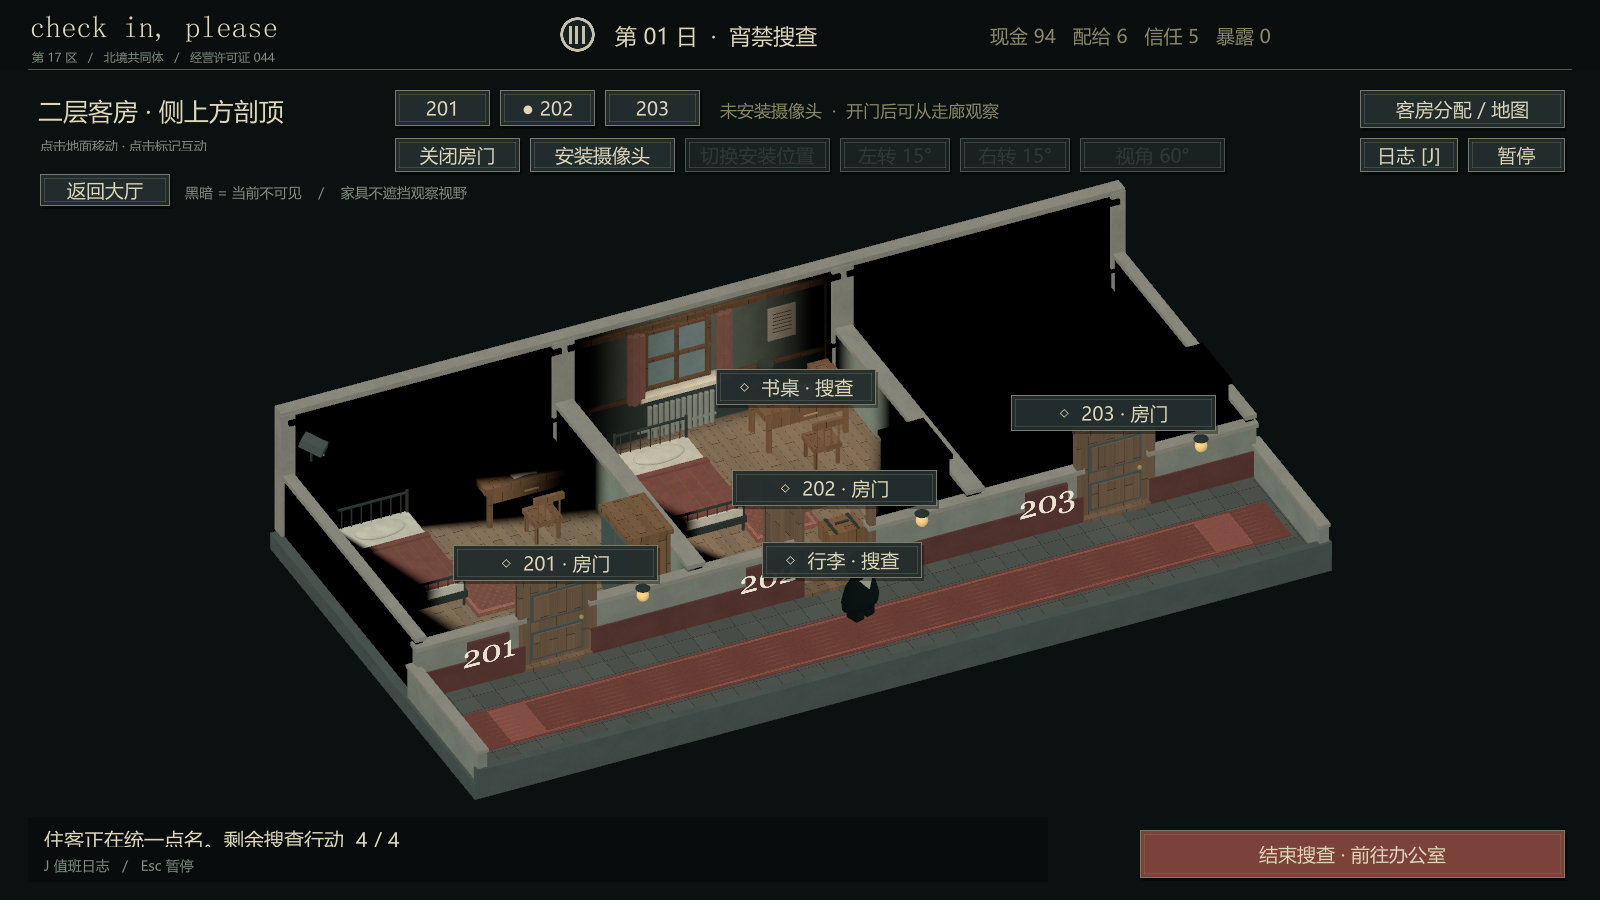 check in, please
第 17 区 / 北境共同体 / 经营许可证 044
第 01 日 · 宵禁搜查
现金 94 配给 6 信任 5 暴露 0
二层客房 · 侧上方剖顶
201
● 202
203
未安装摄像头 · 开门后可从走廊观察
客房分配 / 地图
点击地面移动 · 点击标记互动
关闭房门
安装摄像头
切换安装位置
左转 15°
右转 15°
视角 60°
日志 [J]
暂停
返回大厅
黑暗 = 当前不可见 / 家具不遮挡观察视野
◇ 书桌 · 搜查
◇ 203 · 房门
◇ 202 · 房门
203
◇ 201 · 房门
◇ 行李 · 搜查
202
201
住客正在统一点名。剩余搜查行动 4 / 4
J 值班日志 / Esc 暂停
结束搜查 · 前往办公室